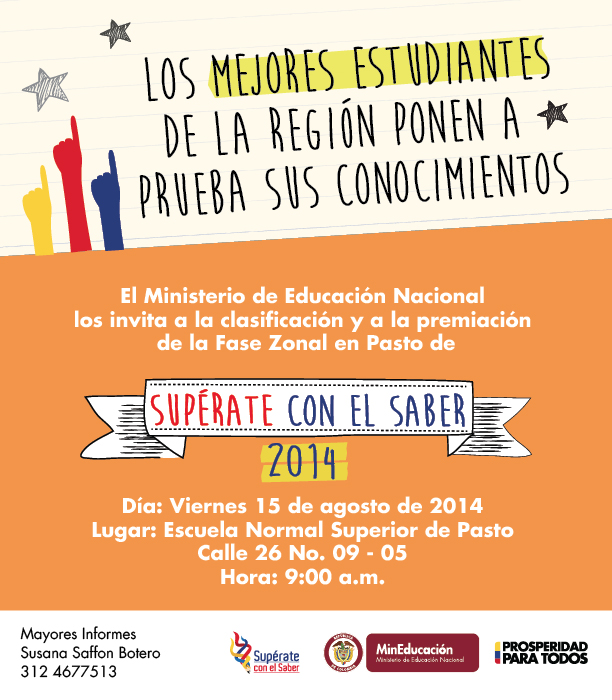 LOS MEJORES ESTUDIANTES
DE LA REGIÓN PONEN A
PRUEBA SUS CONOCIMIENTOS
El Ministerio de Educación Nacional
los invita a la clasificación y a la premiación
de la Fase Zonal en Pasto de
SUPÉRATE CON EL SABER
2014
Día: Viernes 15 de agosto de 2014
Lugar: Escuela Normal Superior de Pasto
Calle 26 No. 09 - 05
Hora: 9:00 a.m.
Mayores Informes
Susana Saffon Botero
312 4677513
Supérate
con el Saber
MinEducación
Ministerio de Educación Nacional
PROSPERIDAD
PARA TODOS